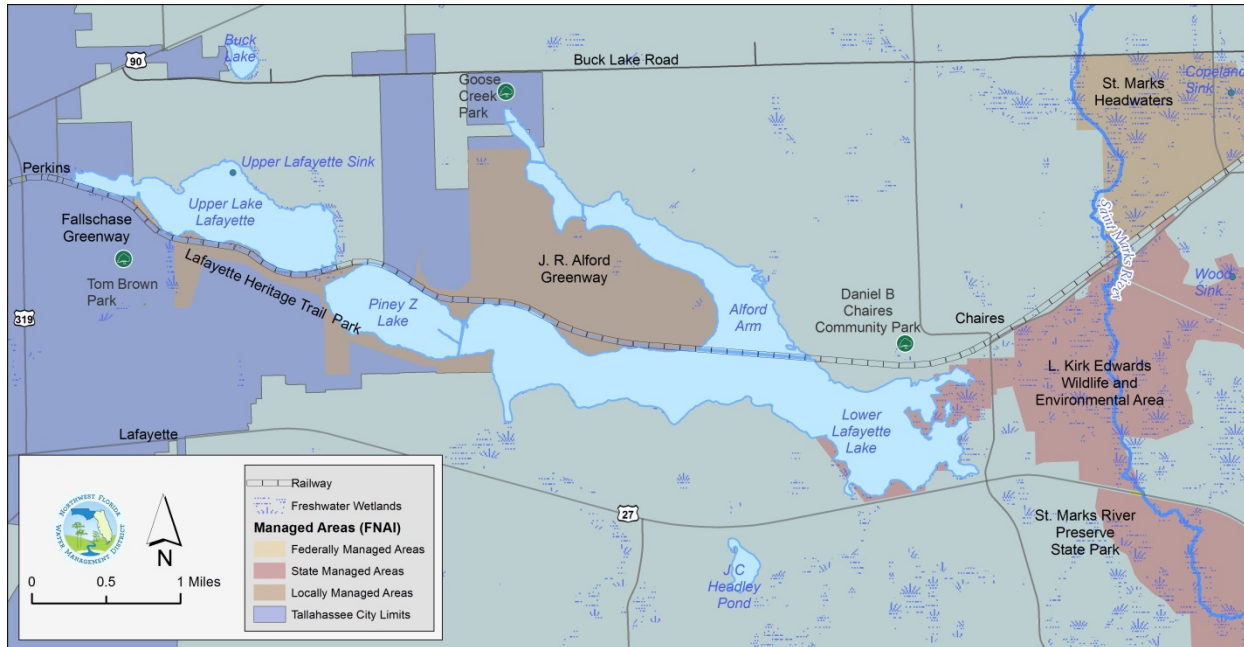 Buck
Lake
90
Buck Lake Road
Goose
Creek
Park
St. Marks
Headwaters
Copeland
Sink
Perkins
Upper Lafayette Sink
Upper Lake
Lafayette
Fallschase
Greenway
Tom Brown
Park
Lafayette Heritage Trail Park
J. R. Alford
Greenway
Saint Marks River
Wood
Sink
Piney Z
Lake
Alford
Arm
Daniel B
Chaires
Community Park
Chaires
319
L. Kirk Edwards
Wildlife and
Environmental Area
Lower
Lafayette
Lake
Lafayette
27
St. Marks River
Preserve
State Park
J C
Headley
Pond
NORTHWEST FLORIDA
WATER MANAGEMENT DISTRICT
N
0 0.5 1 Miles
Railway
Freshwater Wetlands
Managed Areas (FNAI)
Federally Managed Areas
State Managed Areas
Locally Managed Areas
Tallahassee City Limits